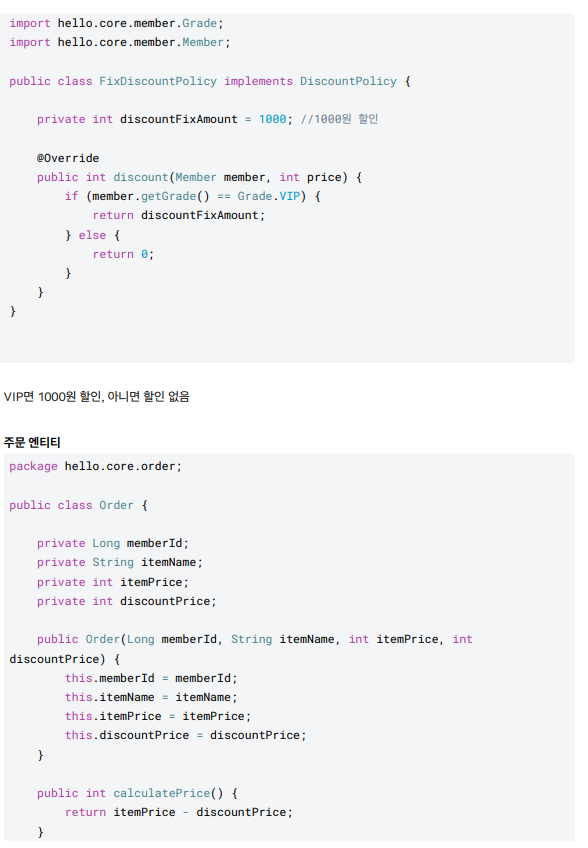 import hello.core.member.Grade;
import hello.core.member.Member;
public class FixDiscountPolicy implements DiscountPolicy {
    private int discountFixAmount = 1000; //1000원 할인
    @Override
    public int discount(Member member, int price) {
        if (member.getGrade() == Grade.VIP) {
            return discountFixAmount;
        } else {
            return 0;
        }
    }
}
VIP면 1000원 할인, 아니면 할인 없음
주문 엔티티
package hello.core.order;
public class Order {
    private Long memberId;
    private String itemName;
    private int itemPrice;
    private int discountPrice;
    public Order(Long memberId, String itemName, int itemPrice, int
discountPrice) {
        this.memberId = memberId;
        this.itemName = itemName;
        this.itemPrice = itemPrice;
        this.discountPrice = discountPrice;
    }
    public int calculatePrice() {
        return itemPrice - discountPrice;
    }